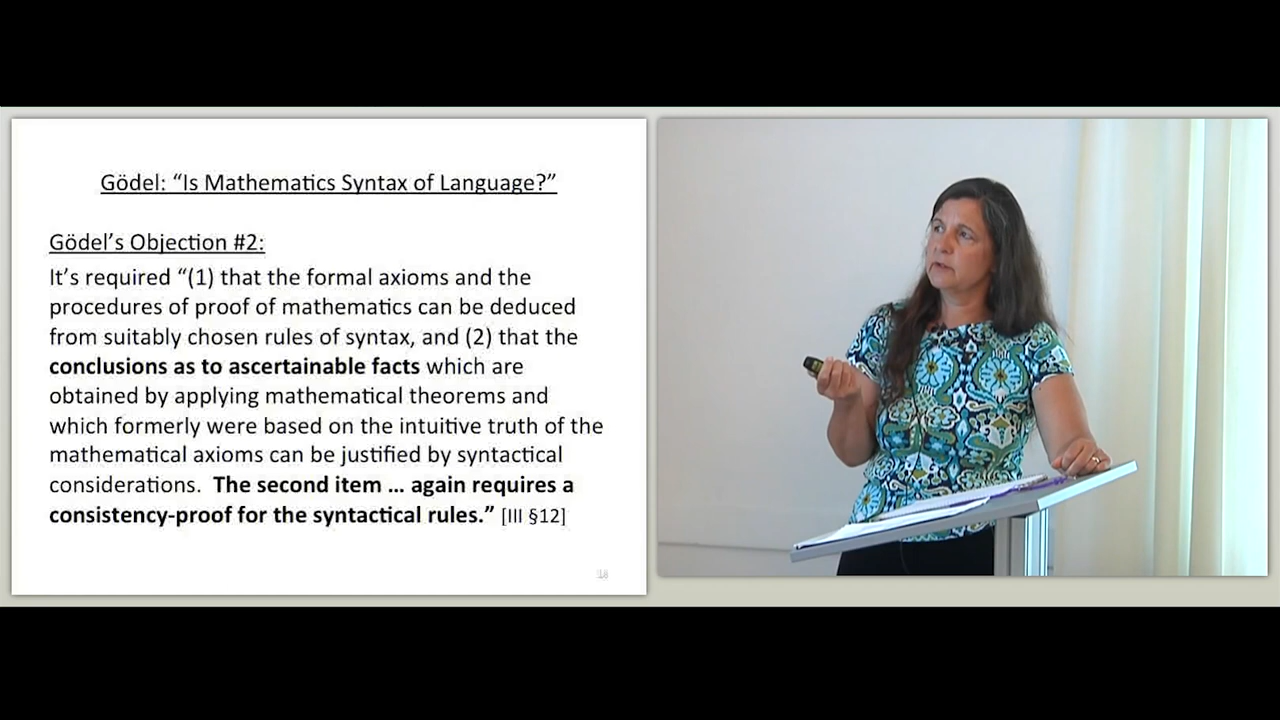 Gödel: “Is Mathematics Syntax of Language?”
Gödel’s Objection #2:
It’s required “(1) that the formal axioms and the
procedures of proof of mathematics can be deduced
from suitably chosen rules of syntax, and (2) that the
conclusions as to ascertainable facts which are
obtained by applying mathematical theorems and
which formerly were based on the intuitive truth of the
mathematical axioms can be justified by syntactical
considerations. The second item … again requires a
consistency-proof for the syntactical rules.” [III §12]